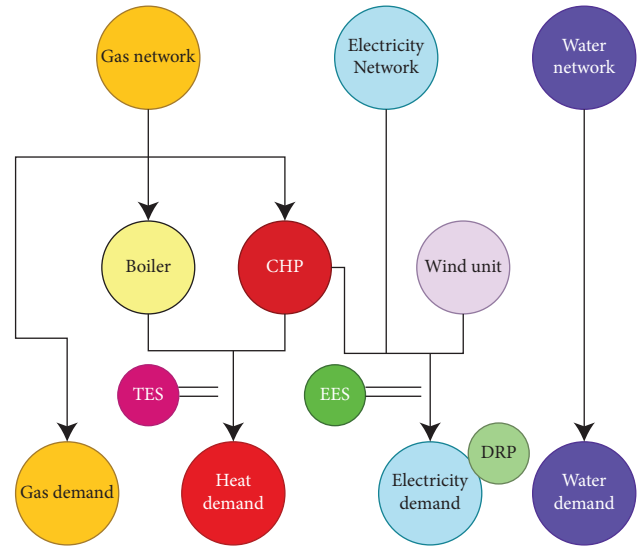 Gas network
Electricity
Network
Water
network
Boiler
CHP
Wind unit
TES
EES
DRP
Gas demand
Heat
demand
Electricity
demand
Water
demand